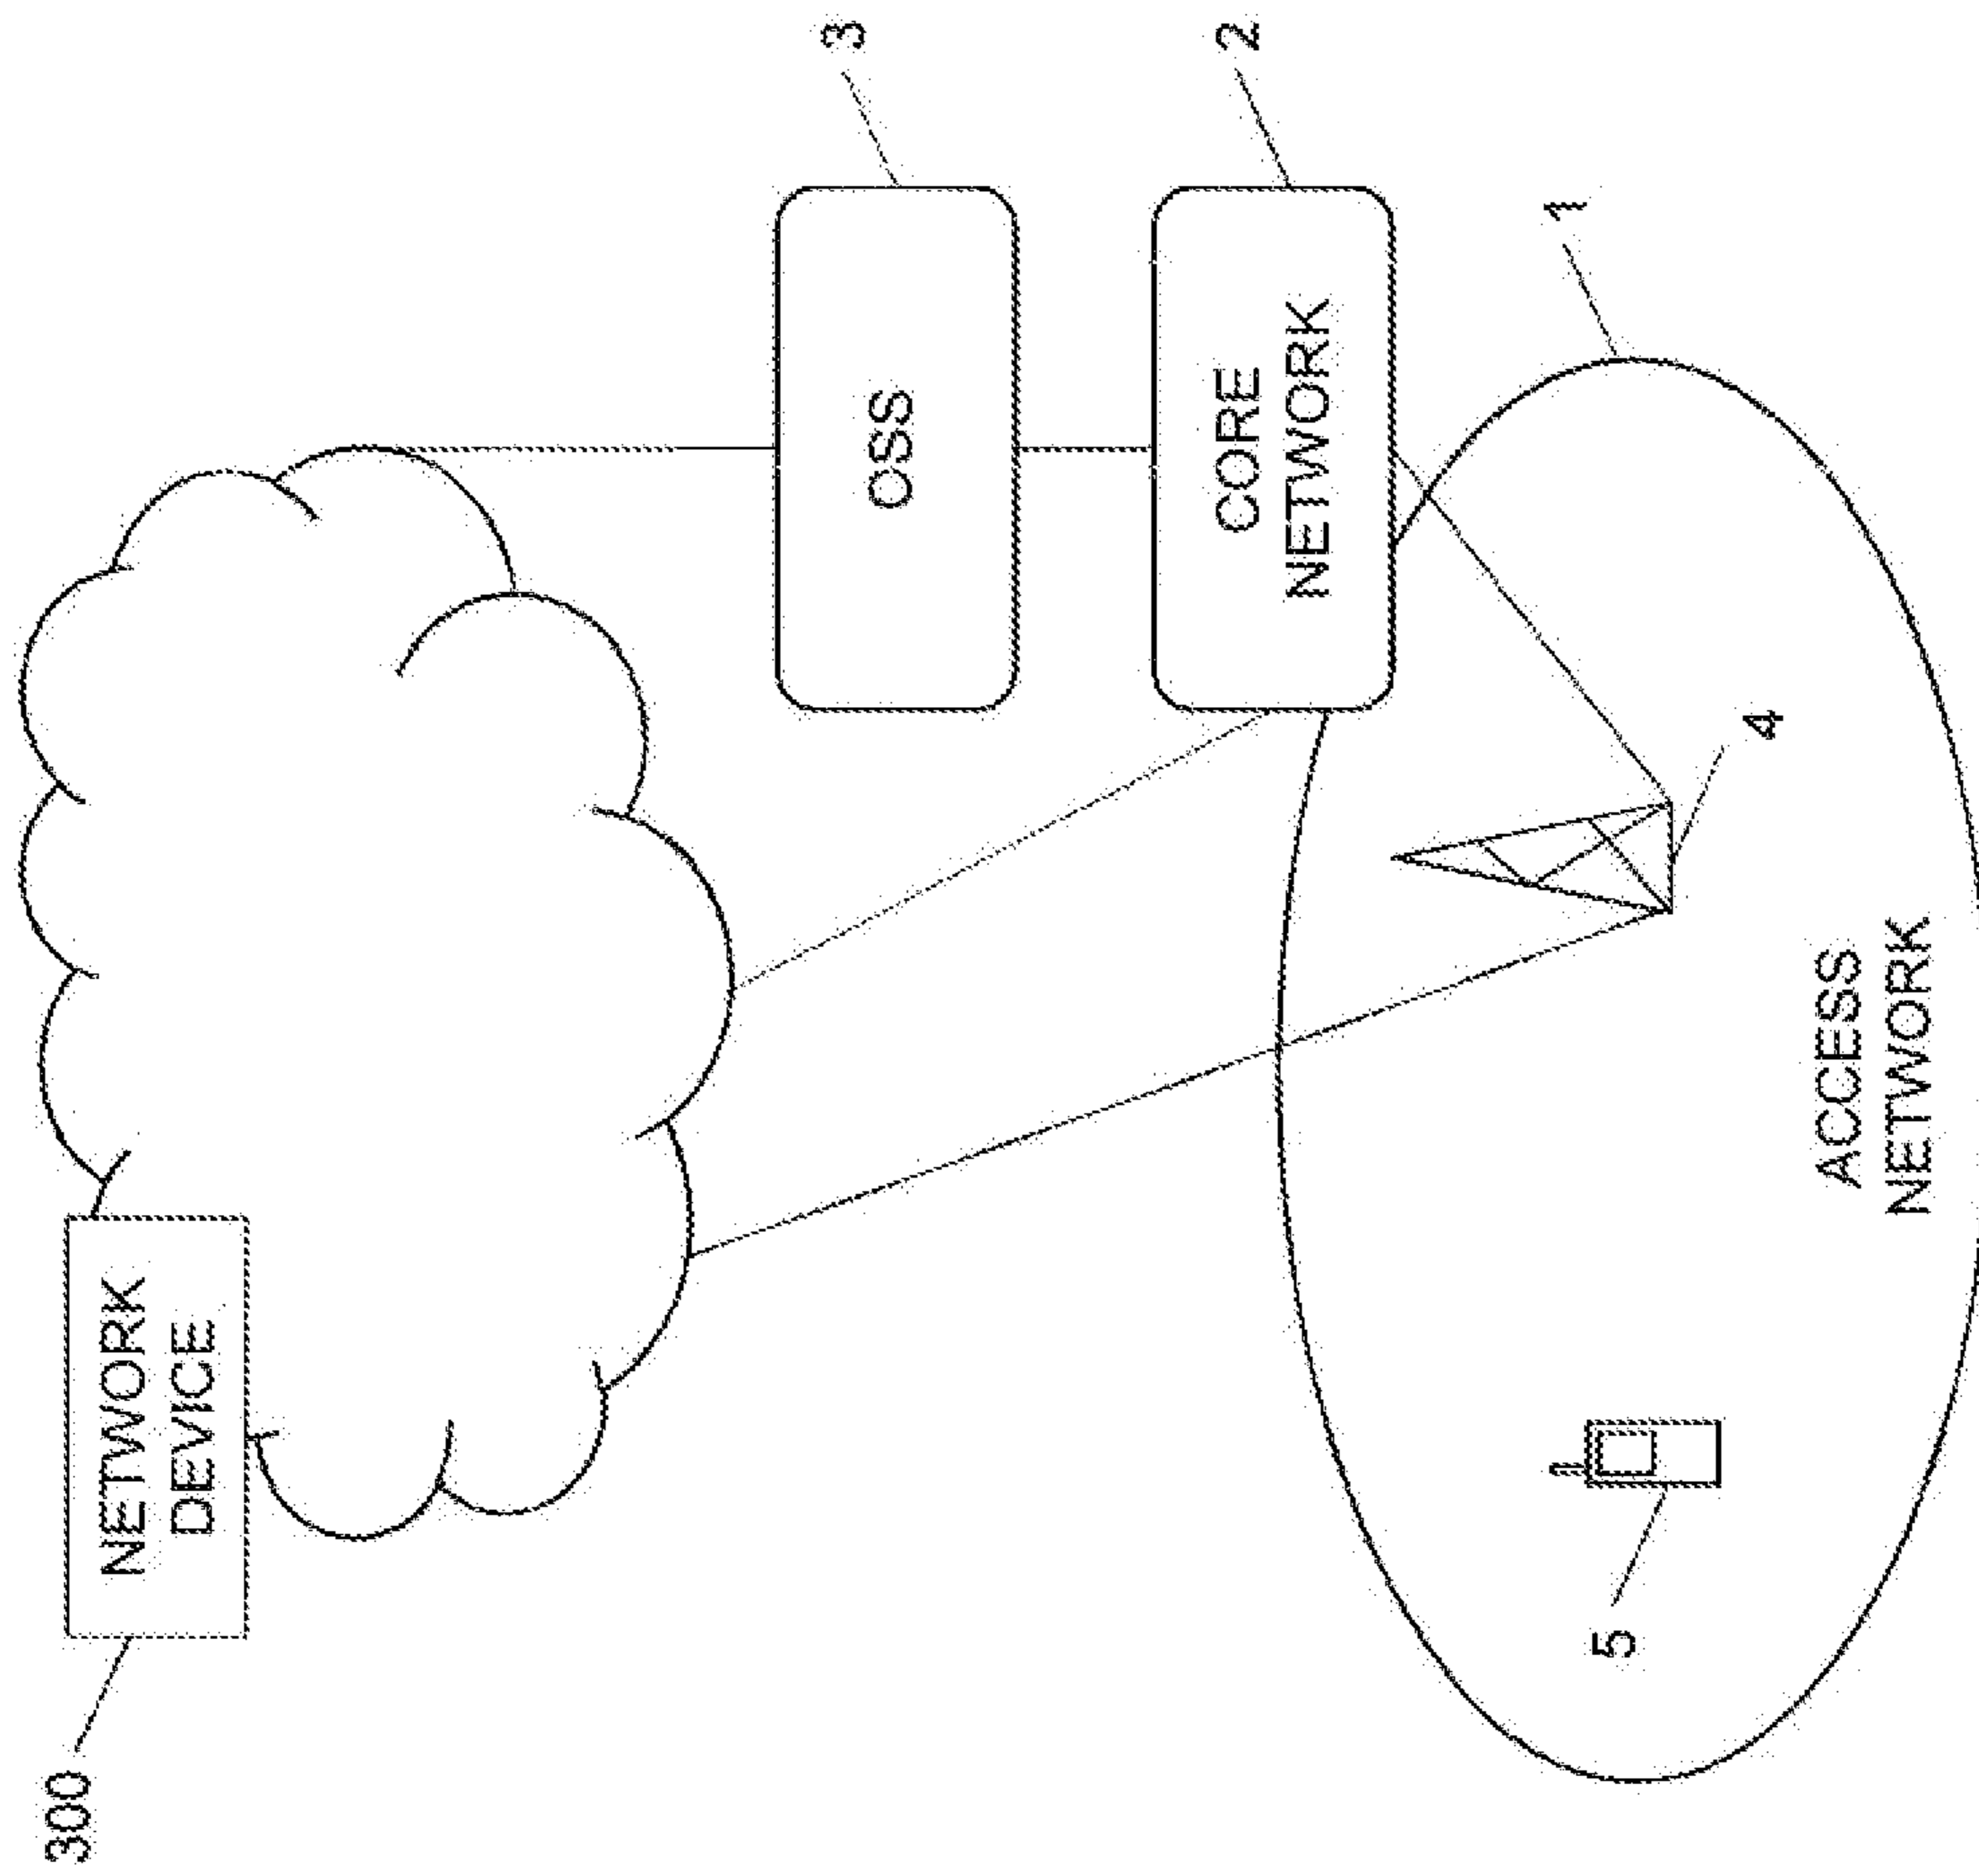 300
NETWORK
DEVICE
3
OSS
2
CORE
NETWORK
1
4
5
ACCESS
NETWORK